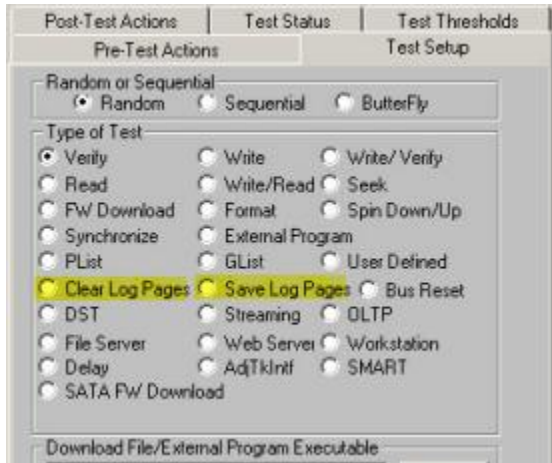 Post-Test Actions Test Status Test Thresholds
Pre-Test Actions Test Setup
Random or Sequential
Random Sequential ButterFly
Type of Test
Verify Write Write/Verify
Read Write/Read Seek
FW Download Format Spin Down/Up
Synchronize External Program
PList GList User Defined
Clear Log Pages Save Log Pages Bus Reset
DST Streaming OLTP
File Server Web Server Workstation
Delay AdjTkIntf SMART
SATA FW Download
Download File/External Program Executable